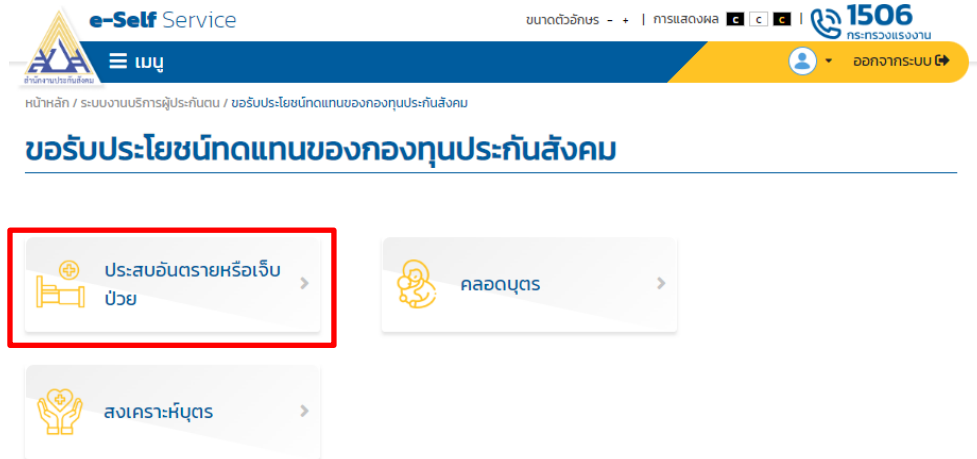 e-Self Service
ขนาดตัวอักษร - + | การแสดงผล C C C | 1506
กระทรวงแรงงาน
สำนักงานประกันสังคม
☰ เมนู
ออกจากระบบ
หน้าหลัก / ระบบงานบริการผู้ประกันตน / ขอรับประโยชน์ทดแทนของกองทุนประกันสังคม
ขอรับประโยชน์ทดแทนของกองทุนประกันสังคม
ประสบอันตรายหรือเจ็บ
ป่วย
คลอดบุตร
สงเคราะห์บุตร